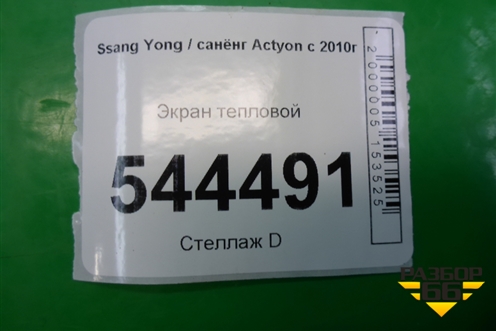 Ssang Yong / санёнг Actyon с 2010г
Экран тепловой
544491
Стеллаж D
2000005153525
РАЗБОР
66